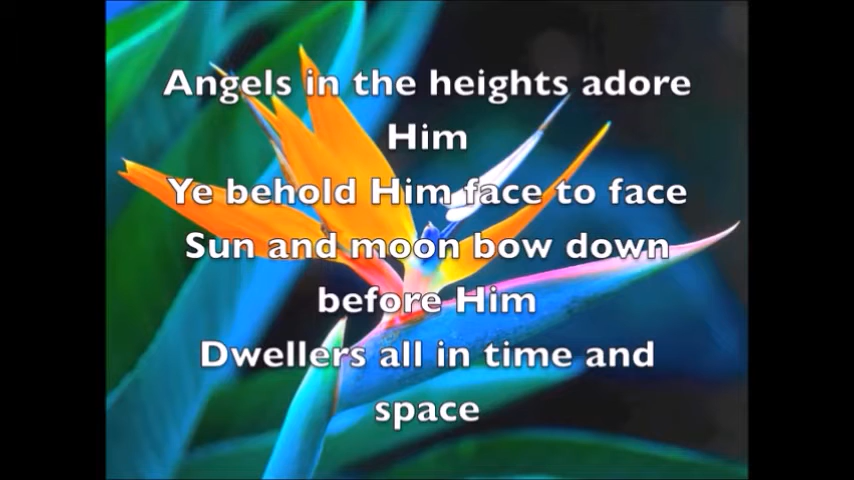 Angels in the heights adore
Him
Ye behold Him face to face
Sun and moon bow down
before Him
Dwellers all in time and
space